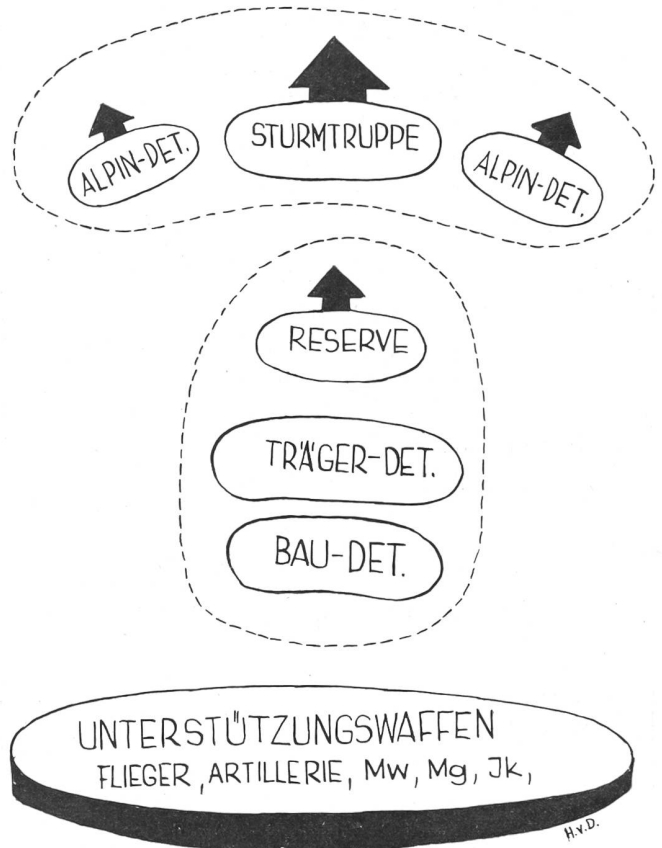 STURMTRUPPE
ALPIN-DET.
ALPIN-DET.
RESERVE
TRÄGER-DET.
BAU-DET.
UNTERSTÜTZUNGSWAFFEN
FLIEGER, ARTILLERIE, Mw, Mg, Jk,
H.v.D.